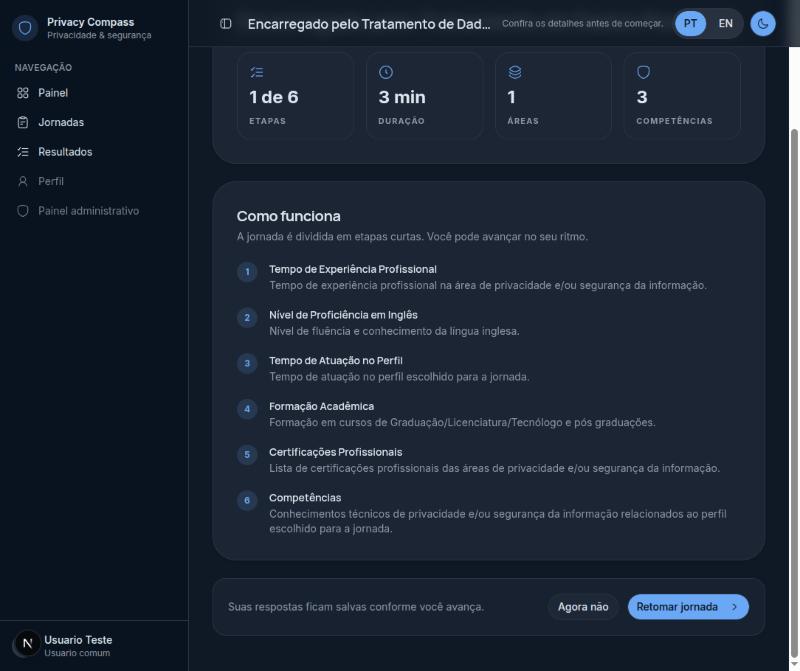 Privacy Compass
Privacidade & segurança
NAVEGAÇÃO
Painel
Jornadas
Resultados
Perfil
Painel administrativo
N
Usuario Teste
Usuario comum
Encarregado pelo Tratamento de Dad...
Confira os detalhes antes de começar.
PT
EN
1 de 6
ETAPAS
3 min
DURAÇÃO
1
ÁREAS
3
COMPETÊNCIAS
Como funciona
A jornada é dividida em etapas curtas. Você pode avançar no seu ritmo.
1
Tempo de Experiência Profissional
Tempo de experiência profissional na área de privacidade e/ou segurança da informação.
2
Nível de Proficiência em Inglês
Nível de fluência e conhecimento da língua inglesa.
3
Tempo de Atuação no Perfil
Tempo de atuação no perfil escolhido para a jornada.
4
Formação Acadêmica
Formação em cursos de Graduação/Licenciatura/Tecnólogo e pós graduações.
5
Certificações Profissionais
Lista de certificações profissionais das áreas de privacidade e/ou segurança da informação.
6
Competências
Conhecimentos técnicos de privacidade e/ou segurança da informação relacionados ao perfil
escolhido para a jornada.
Suas respostas ficam salvas conforme você avança.
Agora não
Retomar jornada